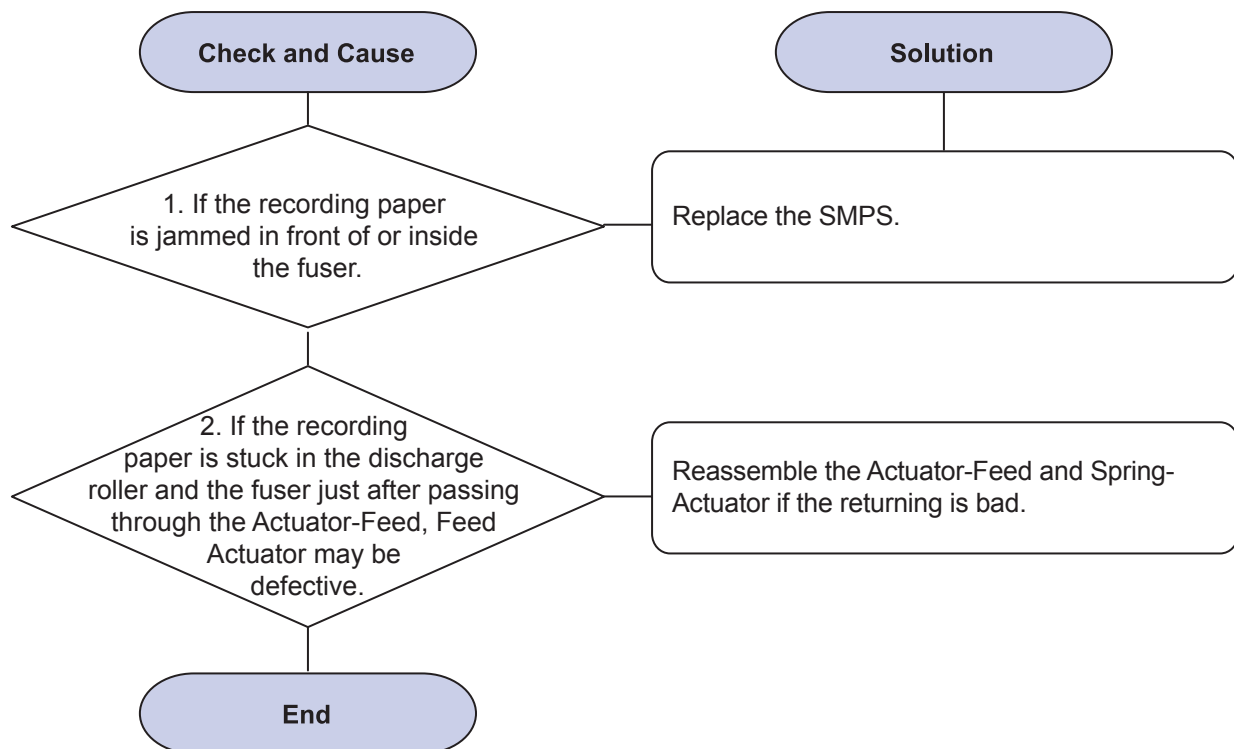 Check and Cause
Solution
1. If the recording paper
is jammed in front of or inside
the fuser.
Replace the SMPS.
2. If the recording
paper is stuck in the discharge
roller and the fuser just after passing
through the Actuator-Feed, Feed
Actuator may be
defective.
Reassemble the Actuator-Feed and Spring-
Actuator if the returning is bad.
End